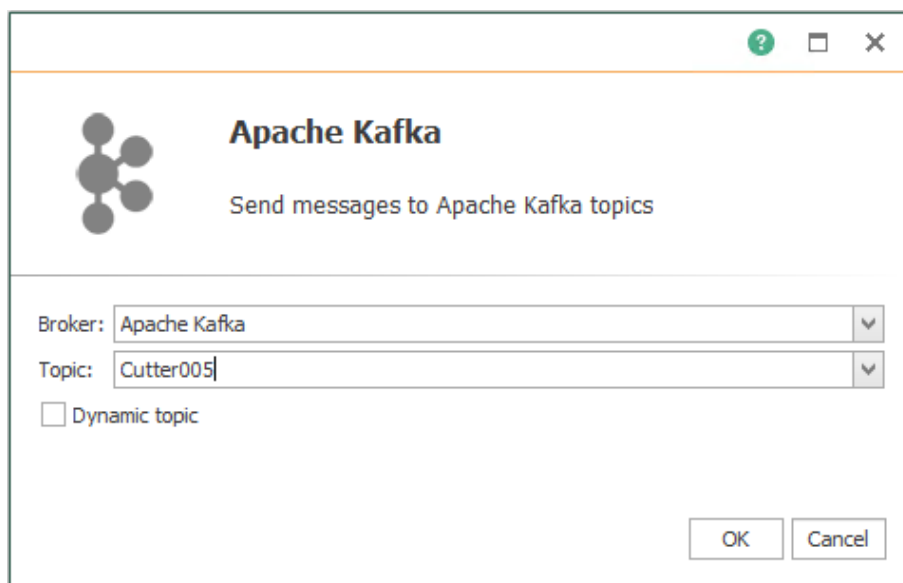 ?
Apache Kafka
Send messages to Apache Kafka topics
Broker: Apache Kafka
Topic: Cutter005
Dynamic topic
OK Cancel